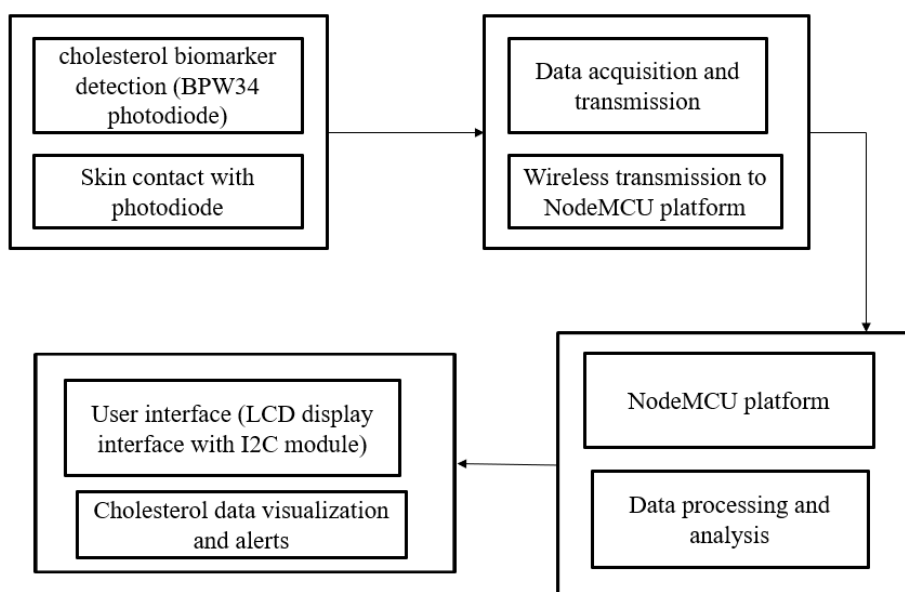 cholesterol biomarker
detection (BPW34
photodiode)
Skin contact with
photodiode
Data acquisition and
transmission
Wireless transmission to
NodeMCU platform
NodeMCU platform
Data processing and
analysis
User interface (LCD display
interface with I2C module)
Cholesterol data visualization
and alerts